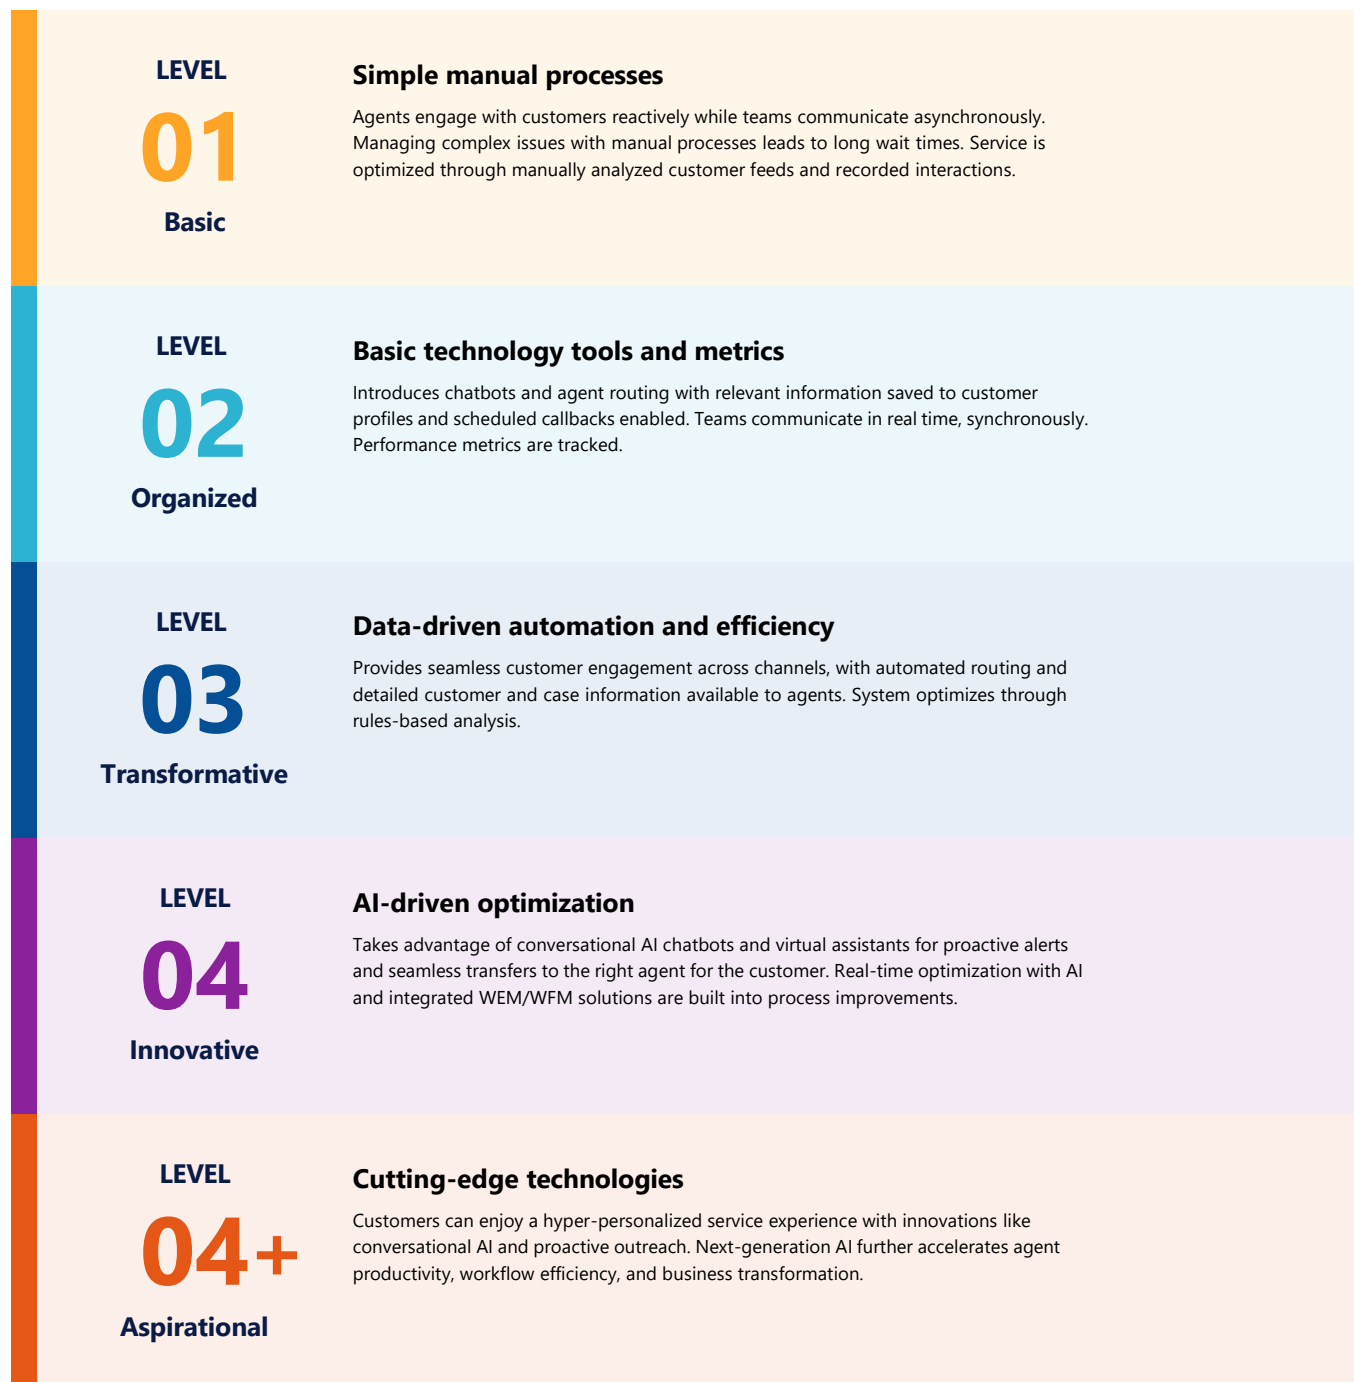 LEVEL
01
Basic
Simple manual processes
Agents engage with customers reactively while teams communicate asynchronously.
Managing complex issues with manual processes leads to long wait times. Service is
optimized through manually analyzed customer feeds and recorded interactions.
LEVEL
02
Organized
Basic technology tools and metrics
Introduces chatbots and agent routing with relevant information saved to customer
profiles and scheduled callbacks enabled. Teams communicate in real time, synchronously.
Performance metrics are tracked.
LEVEL
03
Transformative
Data-driven automation and efficiency
Provides seamless customer engagement across channels, with automated routing and
detailed customer and case information available to agents. System optimizes through
rules-based analysis.
LEVEL
04
Innovative
AI-driven optimization
Takes advantage of conversational AI chatbots and virtual assistants for proactive alerts
and seamless transfers to the right agent for the customer. Real-time optimization with AI
and integrated WEM/WFM solutions are built into process improvements.
LEVEL
04+
Aspirational
Cutting-edge technologies
Customers can enjoy a hyper-personalized service experience with innovations like
conversational AI and proactive outreach. Next-generation AI further accelerates agent
productivity, workflow efficiency, and business transformation.